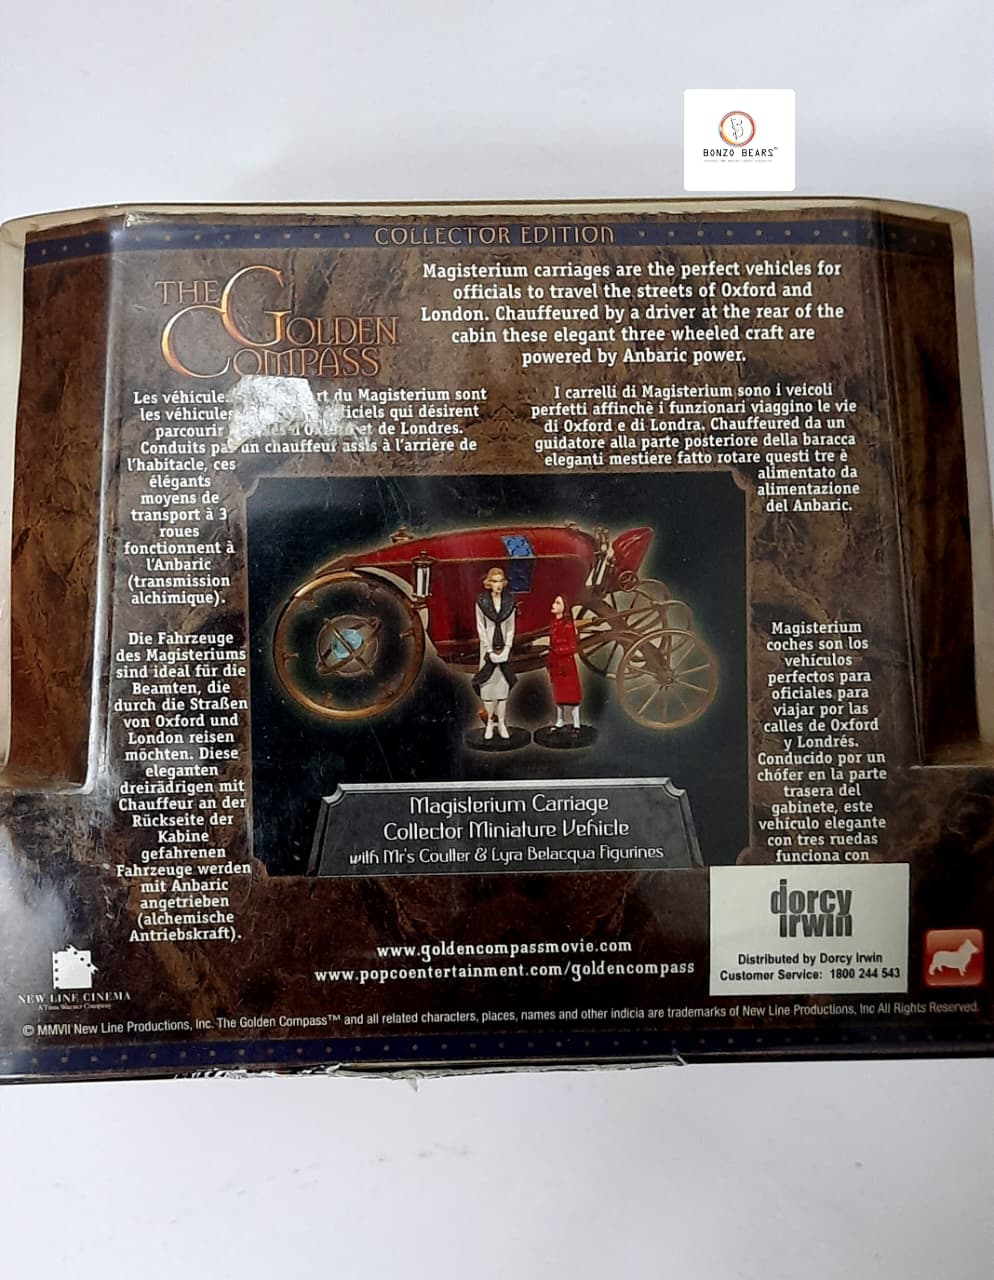 BONZO BEARS™
COLLECTOR EDITION
THE GOLDEN
COMPASS
Magisterium carriages are the perfect vehicles for
officials to travel the streets of Oxford and
London. Chauffeured by a driver at the rear of the
cabin these elegant three wheeled craft are
powered by Anbaric power.
Les véhicule
rt du Magisterium sont
les véhicules
ficiels qui désirent
parcourir
et de Londres.
Conduits par un chauffeur assis à l'arrière de
l'habitacle, ces
élégants
moyens de
transport à 3
roues
fonctionnent à
l'Anbaric
(transmission
alchimique).
I carrelli di Magisterium sono i veicoli
perfetti affinchè i funzionari viaggino le vie
di Oxford e di Londra. Chauffeured da un
guidatore alla parte posteriore della baracca
eleganti mestiere fatto rotare questi tre è
alimentato da
alimentazione
del Anbaric.
Die Fahrzeuge
des Magisteriums
sind ideal für die
Beamten, die
durch die Straßen
von Oxford und
London reisen
möchten. Diese
eleganten
dreirädrigen mit
Chauffeur an der
Rückseite der
Kabine
gefahrenen
Fahrzeuge werden
mit Anbaric
angetrieben
(alchemische
Antriebskraft).
Magisterium
coches son los
vehículos
perfectos para
oficiales para
viajar por las
calles de Oxford
y Londrés.
Conducido por un
chófer en la parte
trasera del
gabinete, este
vehículo elegante
con tres ruedas
funciona con
Magisterium Carriage
Collector Miniature Vehicle
with Mr's Coulter & Lyra Belacqua Figurines
www.goldencompassmovie.com
www.popcoentertainment.com/goldencompass
dorcy
irwin
Distributed by Dorcy Irwin
Customer Service: 1800 244 543
NEW LINE CINEMA
A Time Warner Company
© MMVII New Line Productions, Inc. The Golden Compass™ and all related characters, places, names and other indicia are trademarks of New Line Productions, Inc All Rights Reserved.